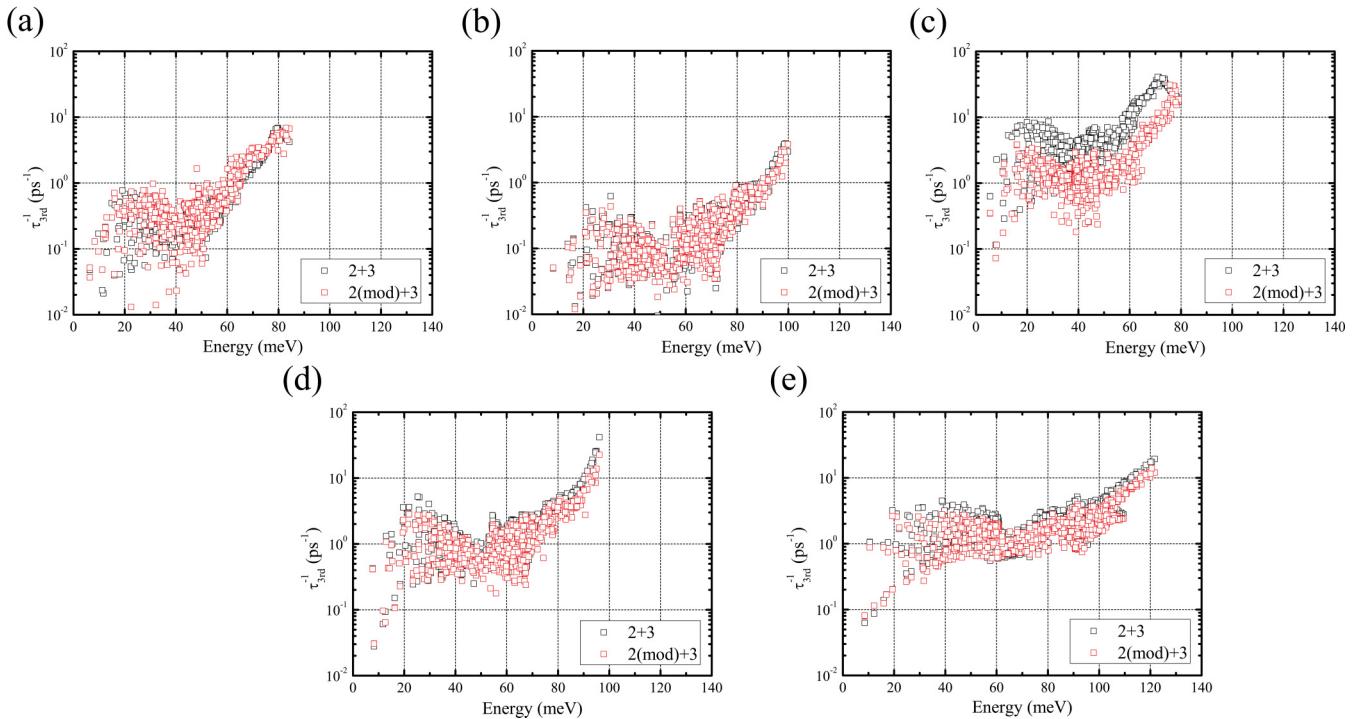 (a)
10²
10¹
10⁰
10⁻¹
10⁻²
τ⁻¹₃rd (ps⁻¹)
0 20 40 60 80 100 120 140
Energy (meV)
2+3
2(mod)+3
(b)
10²
10¹
10⁰
10⁻¹
10⁻²
τ⁻¹₃rd (ps⁻¹)
0 20 40 60 80 100 120 140
Energy (meV)
2+3
2(mod)+3
(c)
10²
10¹
10⁰
10⁻¹
10⁻²
τ⁻¹₃rd (ps⁻¹)
0 20 40 60 80 100 120 140
Energy (meV)
2+3
2(mod)+3
(d)
10²
10¹
10⁰
10⁻¹
10⁻²
τ⁻¹₃rd (ps⁻¹)
0 20 40 60 80 100 120 140
Energy (meV)
2+3
2(mod)+3
(e)
10²
10¹
10⁰
10⁻¹
10⁻²
τ⁻¹₃rd (ps⁻¹)
0 20 40 60 80 100 120 140
Energy (meV)
2+3
2(mod)+3